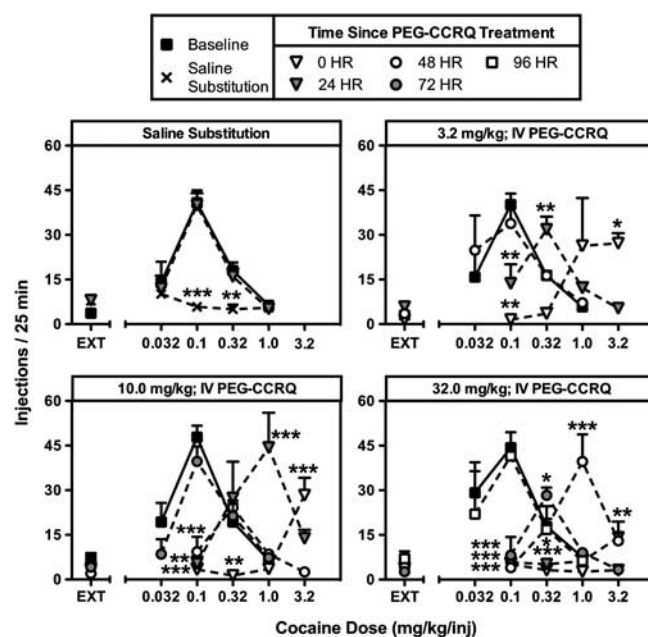 Time Since PEG-CCRQ Treatment
Baseline
Saline
Substitution
0 HR
48 HR
96 HR
24 HR
72 HR
Saline Substitution
3.2 mg/kg; IV PEG-CCRQ
60
45
30
15
0
*** **
EXT
0.032 0.1 0.32 1.0 3.2
60
45
30
15
0
**
**
**
*
EXT
0.032 0.1 0.32 1.0 3.2
10.0 mg/kg; IV PEG-CCRQ
32.0 mg/kg; IV PEG-CCRQ
60
45
30
15
0
***
***
***
***
***
**
EXT
0.032 0.1 0.32 1.0 3.2
60
45
30
15
0
***
*
**
*
***
***
***
***
EXT
0.032 0.1 0.32 1.0 3.2
Injections / 25 min
Cocaine Dose (mg/kg/inj)